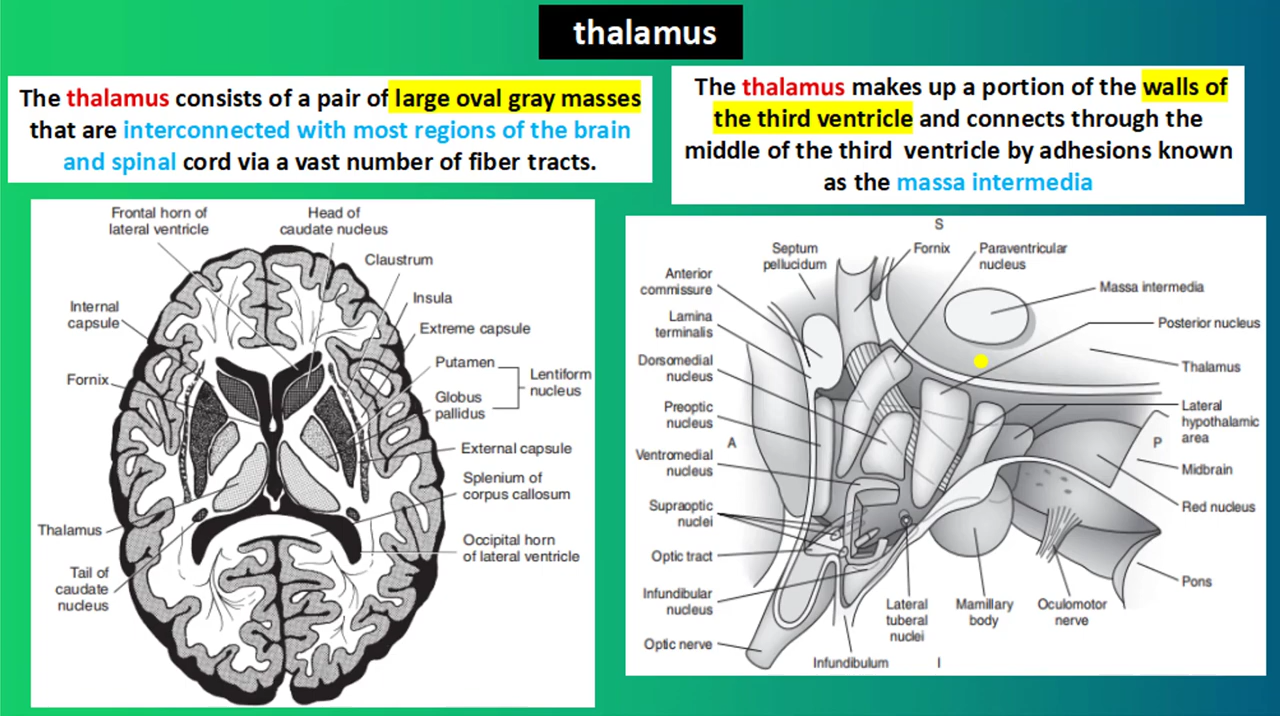 thalamus
The thalamus consists of a pair of large oval gray masses
that are interconnected with most regions of the brain
and spinal cord via a vast number of fiber tracts.
The thalamus makes up a portion of the walls of
the third ventricle and connects through the
middle of the third ventricle by adhesions known
as the massa intermedia
Frontal horn of
lateral ventricle
Head of
caudate nucleus
Claustrum
Insula
Internal
capsule
Extreme capsule
Putamen
Lentiform
nucleus
Fornix
Globus
pallidus
External capsule
Splenium of
corpus callosum
Thalamus
Occipital horn
of lateral ventricle
Tail of
caudate
nucleus
S
Septum
pellucidum
Fornix
Paraventricular
nucleus
Anterior
commissure
Massa intermedia
Lamina
terminalis
Posterior nucleus
Dorsomedial
nucleus
Thalamus
Preoptic
nucleus
Lateral
hypothalamic
area
A
P
Ventromedial
nucleus
Midbrain
Supraoptic
nuclei
Red nucleus
Optic tract
Pons
Infundibular
nucleus
Lateral
tuberal
nuclei
Mamillary
body
Oculomotor
nerve
Optic nerve
Infundibulum
I